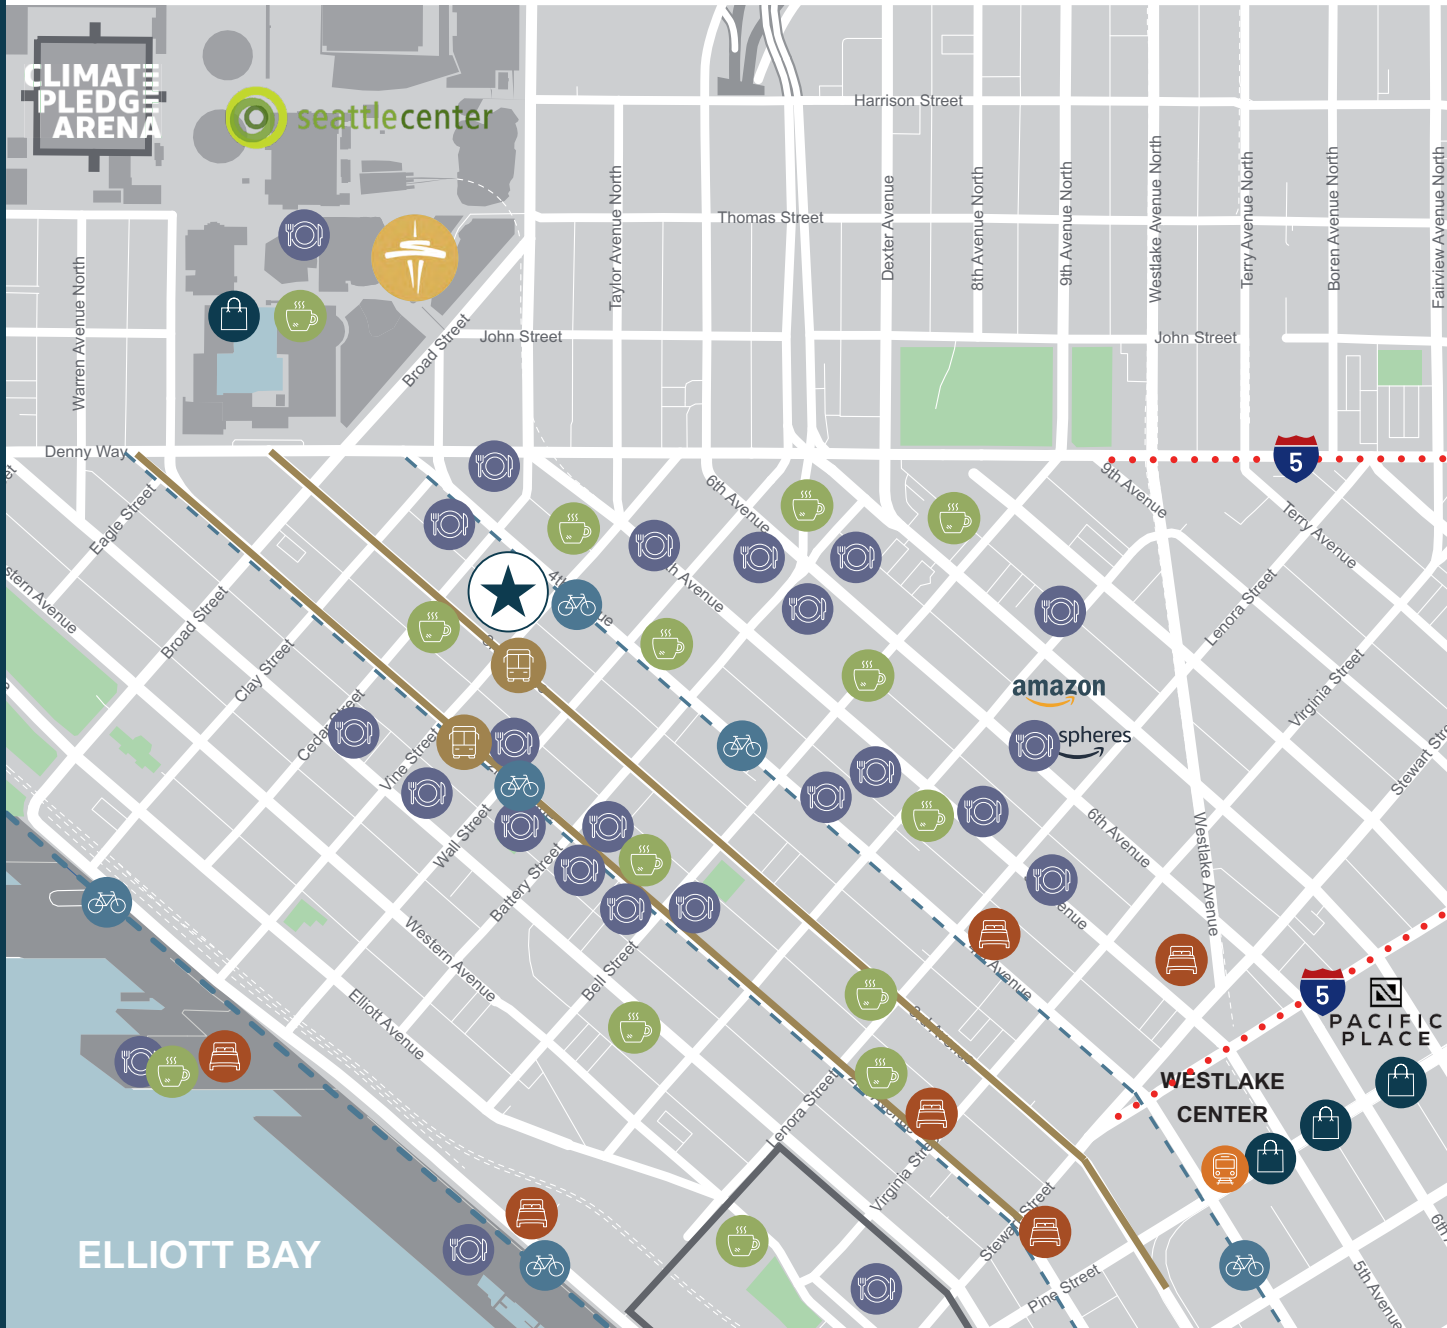 CLIMATE
PLEDGE
ARENA
seattlecenter
Harrison Street
Thomas Street
John Street
John Street
Broad Street
Warren Avenue North
Taylor Avenue North
Dexter Avenue
8th Avenue North
9th Avenue North
Westlake Avenue North
Terry Avenue North
Boren Avenue North
Fairview Avenue North
Denny Way
5
Eagle Street
Broad Street
Clay Street
Cedar Street
Vine Street
Wall Street
Battery Street
Bell Street
Western Avenue
Elliott Avenue
6th Avenue
9th Avenue
Terry Avenue
Lenora Street
Virginia Street
amazon
spheres
6th Avenue
Westlake Avenue
5
PACIFIC
PLACE
WESTLAKE
CENTER
3rd Avenue
Lenora Street
Virginia Street
Stewart Street
Pine Street
5th Avenue
ELLIOTT BAY